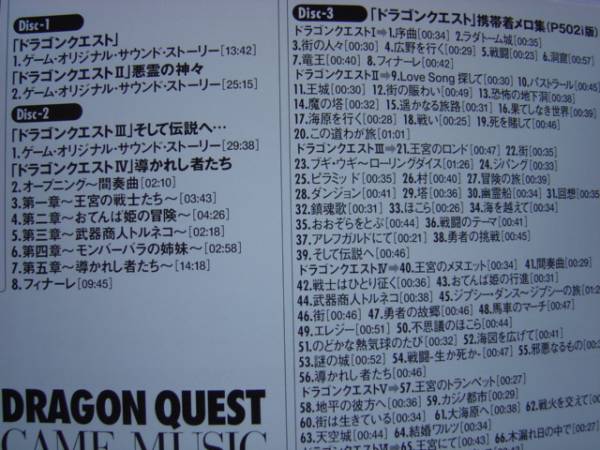 Disc-1
「ドラゴンクエスト」
1.ゲーム・オリジナル・サウンド・ストーリー[13:42]
「ドラゴンクエストII」悪霊の神々
2.ゲーム・オリジナル・サウンド・ストーリー[25:15]
Disc-2
「ドラゴンクエストIII」そして伝説へ…
1.ゲーム・オリジナル・サウンド・ストーリー[29:38]
「ドラゴンクエストIV」導かれし者たち
2.オープニング〜間奏曲[02:10]
3.第一章〜王宮の戦士たち〜[03:43]
4.第二章〜おてんば姫の冒険〜[04:26]
5.第三章〜武器商人トルネコ〜[02:18]
6.第四章〜モンバーバラの姉妹〜[02:58]
7.第五章〜導かれし者たち〜[14:18]
8.フィナーレ[09:45]
DRAGON QUEST
GAME MUSIC
Disc-3 「ドラゴンクエスト」携帯着メロ集(P502i版)
ドラゴンクエストI➡1.序曲[00:34] 2.ラダトーム城[00:35]
3.街の人々[00:30] 4.広野を行く[00:29] 5.戦闘[00:23] 6.洞窟[00:57]
7.竜王[00:40] 8.フィナーレ[00:42]
ドラゴンクエストII➡9.Love Song 探して[00:30] 10.パストラール[00:45]
11.王城[00:30] 12.街の賑わい[00:49] 13.恐怖の地下洞[00:38]
14.魔の塔[00:32] 15.遥かなる旅路[00:31] 16.果てしなき世界[00:39]
17.海原を行く[00:30] 18.戦い[00:25] 19.死を賭して[00:48]
20.この道わが旅[01:01]
ドラゴンクエストIII➡21.王宮のロンド[00:47] 22.街[00:35]
23.ブギ・ウギ〜ローリングダイス[01:26] 24.ジパング[00:33]
25.ピラミッド[00:35] 26.村[00:40] 27.冒険の旅[00:39]
28.ダンジョン[00:41] 29.塔[00:36] 30.幽霊船[00:34] 31.回想[00:35
32.鎮魂歌[00:31] 33.ほこら[00:26] 34.海を越えて[00:34]
35.おおぞらをとぶ[00:44] 36.戦闘のテーマ[00:41]
37.アレフガルドにて[00:21] 38.勇者の挑戦[00:45]
39.そして伝説へ[00:46]
ドラゴンクエストIV➡40.王宮のメヌエット[00:34] 41.間奏曲[00:29]
42.戦士はひとり征く[00:36] 43.おてんば姫の行進[00:31]
44.武器商人トルネコ[00:38] 45.ジプシー・ダンス〜ジプシーの旅[01:2
46.街[00:46] 47.勇者の故郷[00:46] 48.馬車のマーチ[00:47]
49.エレジー[00:51] 50.不思議のほこら[00:44]
51.のどかな熱気球のたび[00:32] 52.海図を広げて[00:41]
53.謎の城[00:52] 54.戦闘-生か死か-[00:47] 55.邪悪なるもの[00:3
56.導かれし者たち[00:46]
ドラゴンクエストV➡57.王宮のトランペット[00:27]
58.地平の彼方へ[00:36] 59.カジノ都市[00:29]
60.街は生きている[00:34] 61.大海原へ[00:38] 62.戦火を交えて[00
63.天空城[00:44] 64.結婚ワルツ[00:34]
ドラゴンクエストVI➡65.王宮にて[00:41] 66.木漏れ日の中で[00:27]